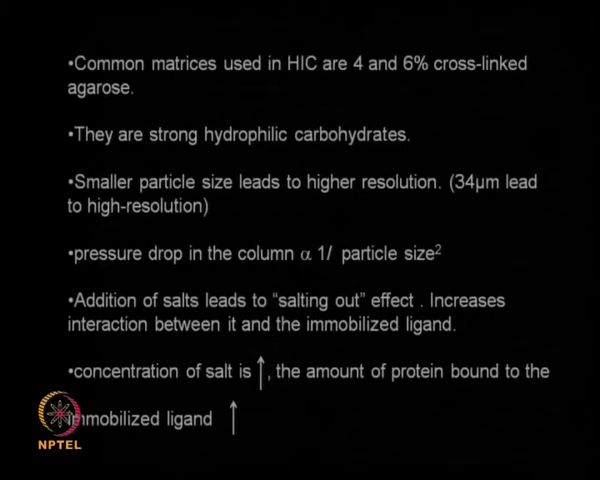 •Common matrices used in HIC are 4 and 6% cross-linked
agarose.
•They are strong hydrophilic carbohydrates.
•Smaller particle size leads to higher resolution. (34μm lead
to high-resolution)
•pressure drop in the column α 1/ particle size²
•Addition of salts leads to “salting out” effect . Increases
interaction between it and the immobilized ligand.
•concentration of salt is ↑, the amount of protein bound to the
immobilized ligand ↑
NPTEL